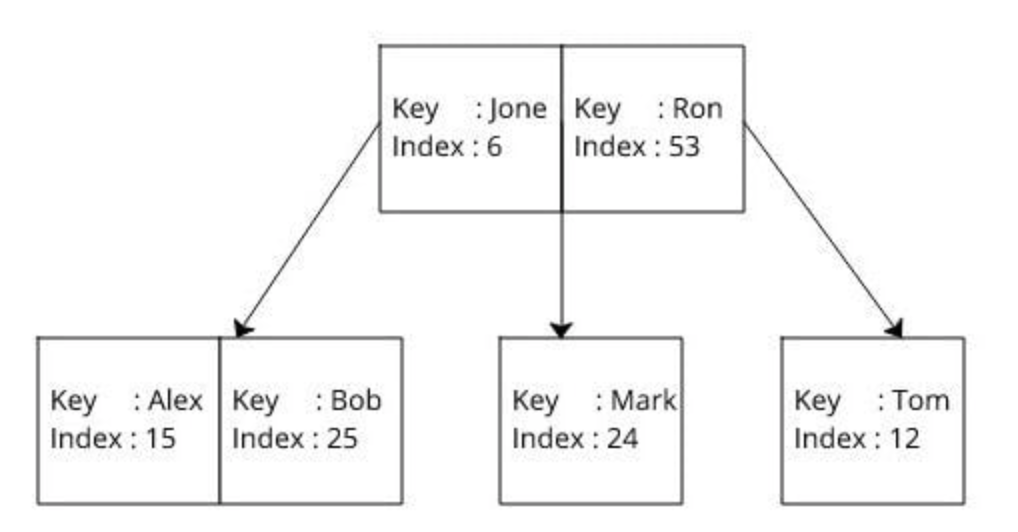 Key : Jone
Index : 6
Key : Ron
Index : 53
Key : Alex
Index : 15
Key : Bob
Index : 25
Key : Mark
Index : 24
Key : Tom
Index : 12